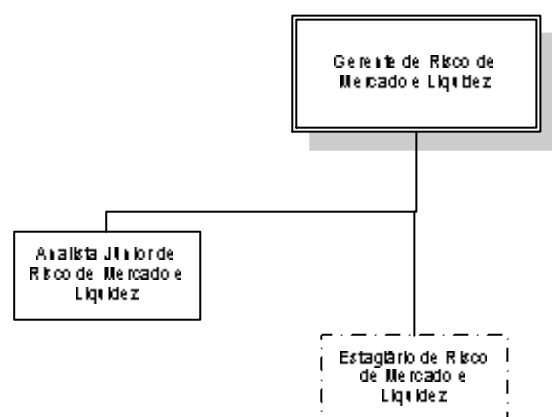 Gerente de Risco de
Mercado e Liquidez
Analista Júnior de
Risco de Mercado e
Liquidez
Estagiário de Risco
de Mercado e
Liquidez